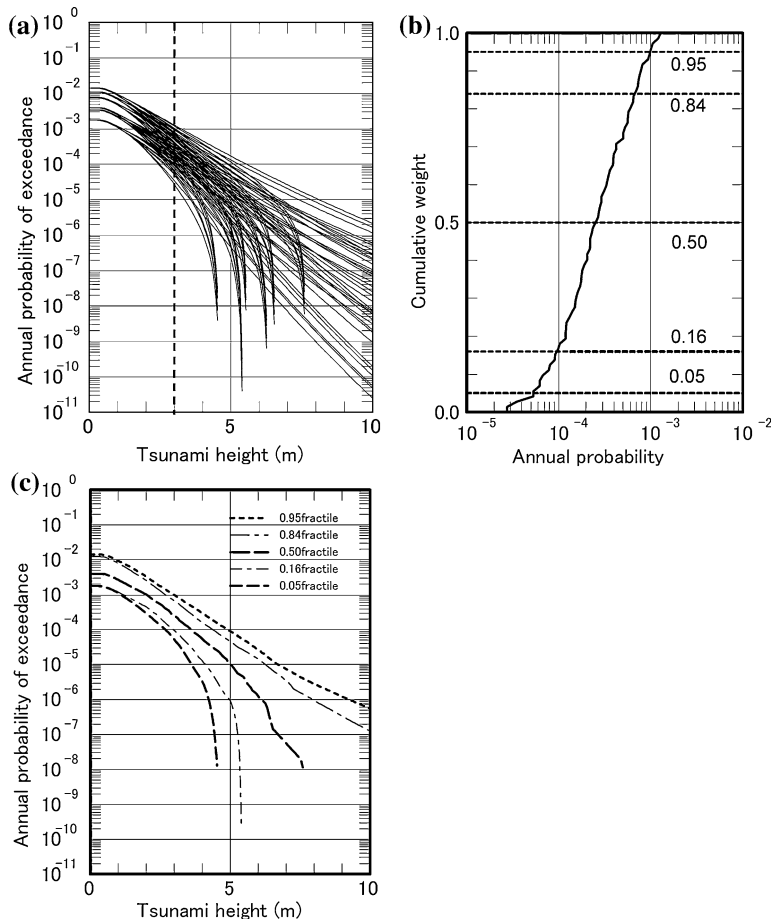 (a)
Annual probability of exceedance
10^0
10^-1
10^-2
10^-3
10^-4
10^-5
10^-6
10^-7
10^-8
10^-9
10^-10
10^-11
0 5 10
Tsunami height (m)
(b)
Cumulative weight
1.0
0.5
0.0
0.95
0.84
0.50
0.16
0.05
10^-5 10^-4 10^-3 10^-2
Annual probability
(c)
Annual probability of exceedance
10^0
10^-1
10^-2
10^-3
10^-4
10^-5
10^-6
10^-7
10^-8
10^-9
10^-10
10^-11
0.95fractile
0.84fractile
0.50fractile
0.16fractile
0.05fractile
0 5 10
Tsunami height (m)